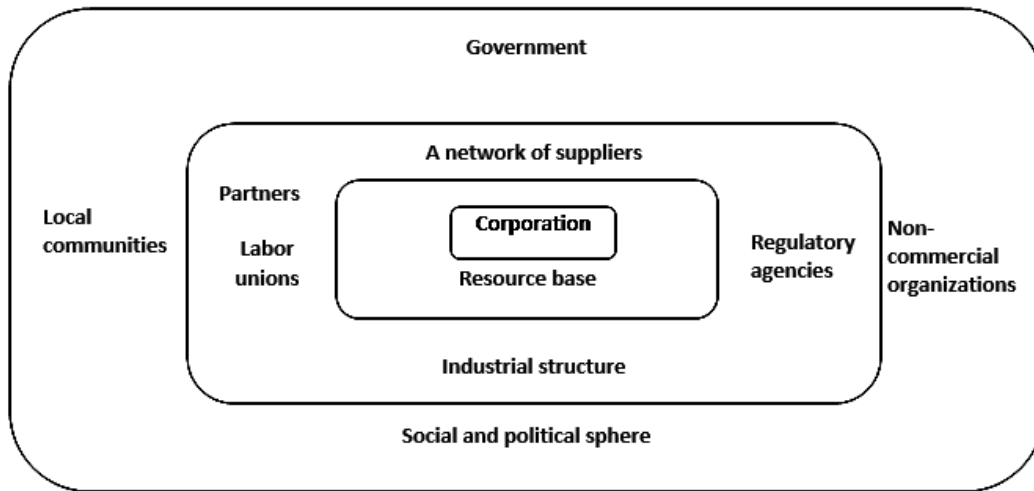 Government
A network of suppliers
Partners
Corporation
Local
communities
Labor
unions
Resource base
Regulatory
agencies
Non-
commercial
organizations
Industrial structure
Social and political sphere